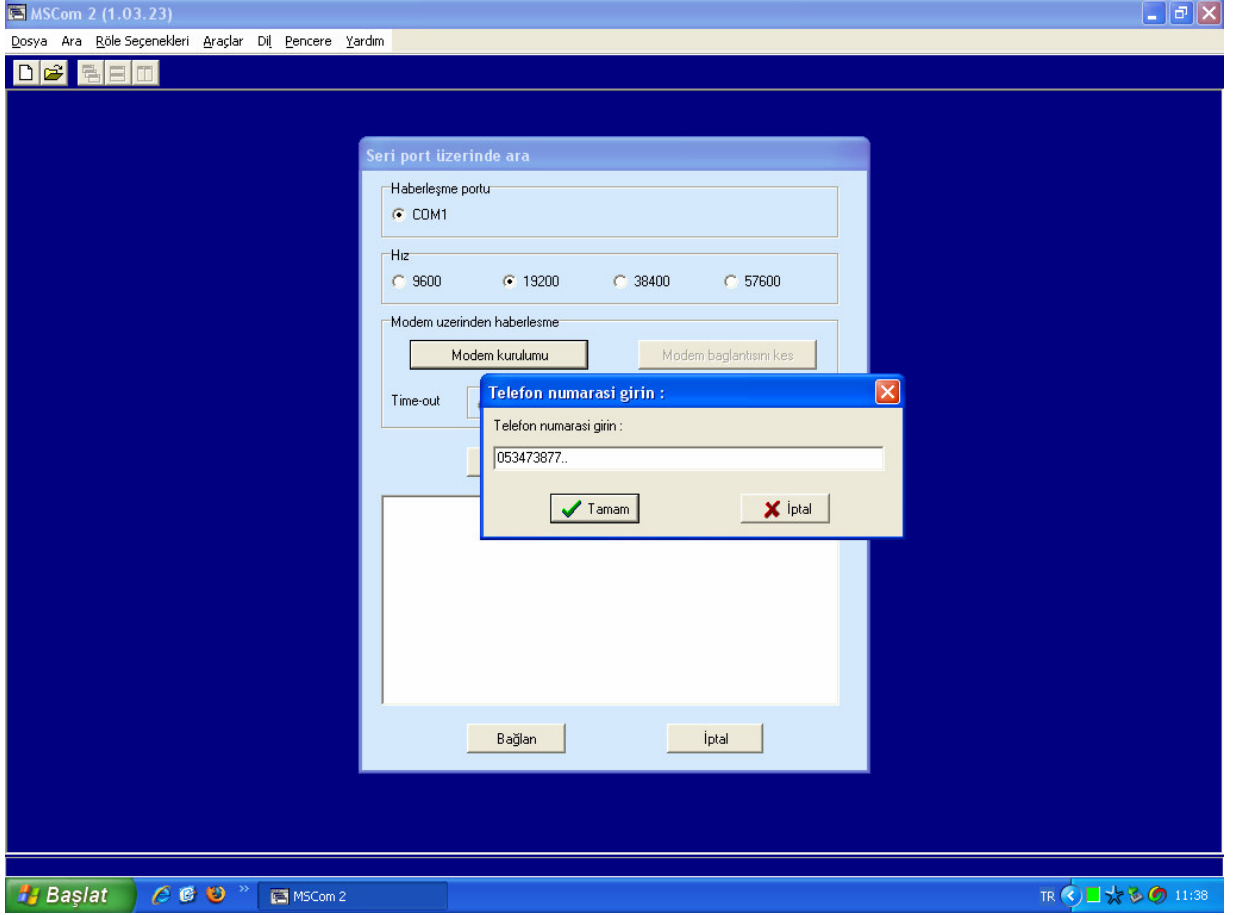 MSCom 2 (1.03.23)
Dosya Ara Röle Seçenekleri Araçlar Dil Pencere Yardım
Seri port üzerinde ara
Haberleşme portu
COM1
Hız
9600 19200 38400 57600
Modem uzerinden haberlesme
Modem kurulumu Modem baglantisini kes
Time-out
Telefon numarasi girin :
Telefon numarasi girin :
053473877..
Tamam İptal
Bağlan İptal
Başlat MSCom 2 TR 11:38